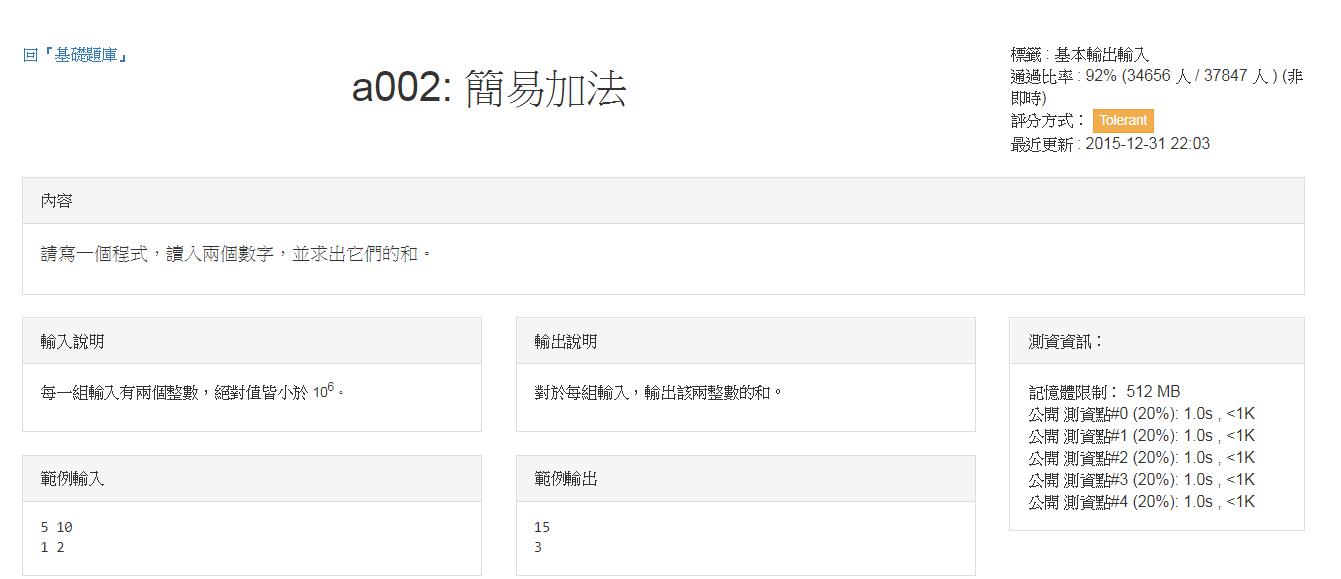 回『基礎題庫』
a002: 簡易加法
標籤 : 基本輸出輸入
通過比率 : 92% (34656 人 / 37847 人 ) (非
即時)
評分方式： Tolerant
最近更新 : 2015-12-31 22:03
內容
請寫一個程式，讀入兩個數字，並求出它們的和。
輸入說明
每一組輸入有兩個整數，絕對值皆小於 10⁶。
輸出說明
對於每組輸入，輸出該兩整數的和。
測資資訊：
記憶體限制： 512 MB
公開 測資點#0 (20%): 1.0s , <1K
公開 測資點#1 (20%): 1.0s , <1K
公開 測資點#2 (20%): 1.0s , <1K
公開 測資點#3 (20%): 1.0s , <1K
公開 測資點#4 (20%): 1.0s , <1K
範例輸入
5 10
1 2
範例輸出
15
3